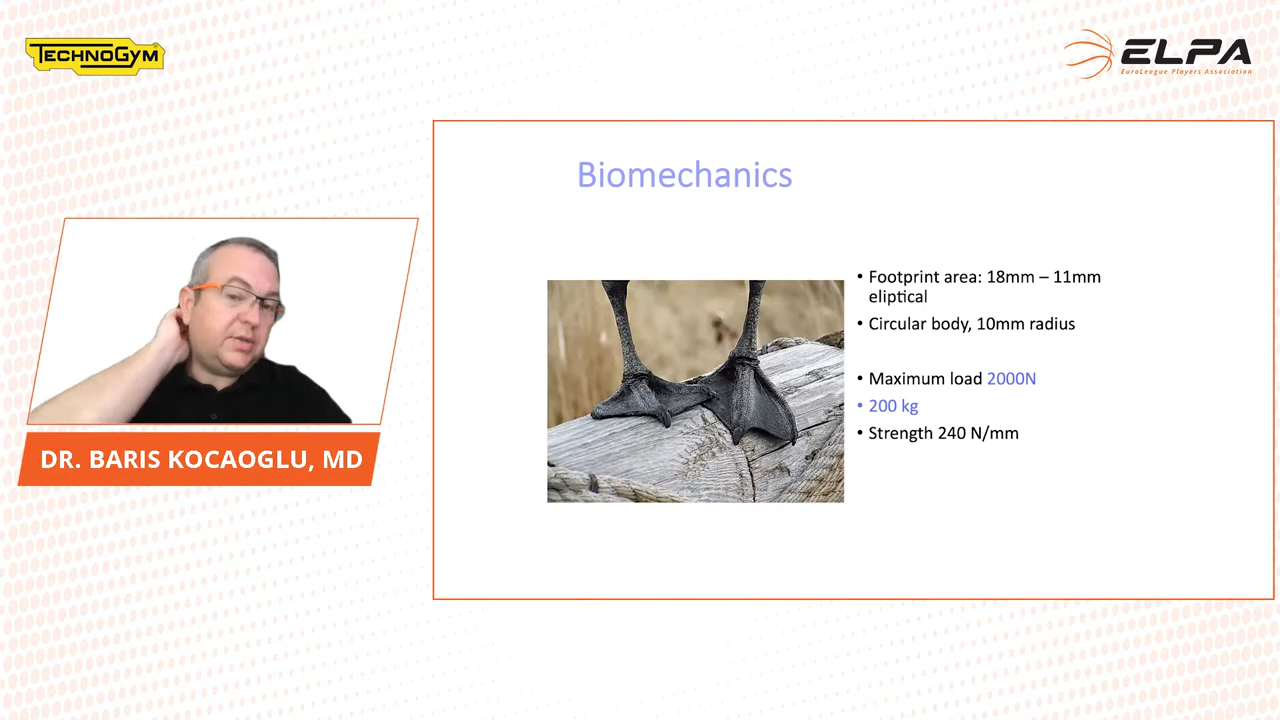 TECHNOGYM
ELPA
EuroLeague Players Association
Biomechanics
• Footprint area: 18mm – 11mm
eliptical
• Circular body, 10mm radius
• Maximum load 2000N
• 200 kg
• Strength 240 N/mm
DR. BARIS KOCAOGLU, MD